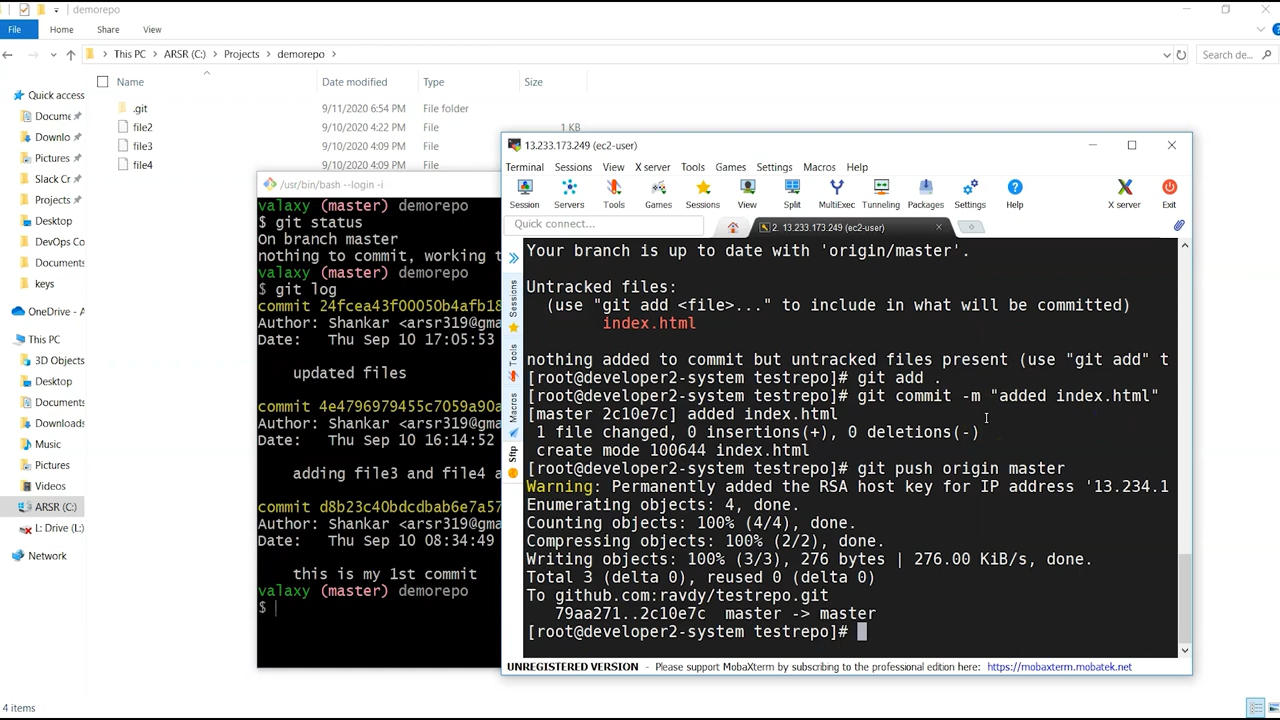 demorepo
File Home Share View
This PC ARSR (C:) Projects demorepo
Search de...
Name Date modified Type Size
.git 9/11/2020 6:54 PM File folder
file2 9/10/2020 4:22 PM File 1 KB
file3 9/10/2020 4:09 PM File
file4 9/10/2020 4:09 PM File
Quick access
Docume
Downlo
Pictures
Slack Cr
Projects
Desktop
DevOps Co
Documents
keys
OneDrive - A
This PC
3D Objects
Desktop
Documents
Downloads
Music
Pictures
Videos
ARSR (C:)
L: Drive (L:)
Network
4 items
/usr/bin/bash --login -i
valaxy (master) demorepo
$ git status
On branch master
nothing to commit, working t
valaxy (master) demorepo
$ git log
commit 24fcea43f00050b4afb18
Author: Shankar <arsr319@gma
Date: Thu Sep 10 17:05:53
updated files
commit 4e4796979455c7059a90a
Author: Shankar <arsr319@gma
Date: Thu Sep 10 16:14:52
adding file3 and file4 a
commit d8b23c40bdcdbab6e7a57
Author: Shankar <arsr319@gma
Date: Thu Sep 10 08:34:49
this is my 1st commit
valaxy (master) demorepo
$
13.233.173.249 (ec2-user)
Terminal Sessions View X server Tools Games Settings Macros Help
Session Servers Tools Games Sessions View Split MultiExec Tunneling Packages Settings Help X server Exit
Quick connect...
2. 13.233.173.249 (ec2-user)
Sessions
Tools
Macros
Sftp
Your branch is up to date with 'origin/master'.
Untracked files:
(use "git add <file>..." to include in what will be committed)
index.html
nothing added to commit but untracked files present (use "git add" t
[root@developer2-system testrepo]# git add .
[root@developer2-system testrepo]# git commit -m "added index.html"
[master 2c10e7c] added index.html
1 file changed, 0 insertions(+), 0 deletions(-)
create mode 100644 index.html
[root@developer2-system testrepo]# git push origin master
Warning: Permanently added the RSA host key for IP address '13.234.1
Enumerating objects: 4, done.
Counting objects: 100% (4/4), done.
Compressing objects: 100% (2/2), done.
Writing objects: 100% (3/3), 276 bytes | 276.00 KiB/s, done.
Total 3 (delta 0), reused 0 (delta 0)
To github.com:ravdy/testrepo.git
79aa271..2c10e7c master -> master
[root@developer2-system testrepo]#
UNREGISTERED VERSION - Please support MobaXterm by subscribing to the professional edition here: https://mobaxterm.mobatek.net